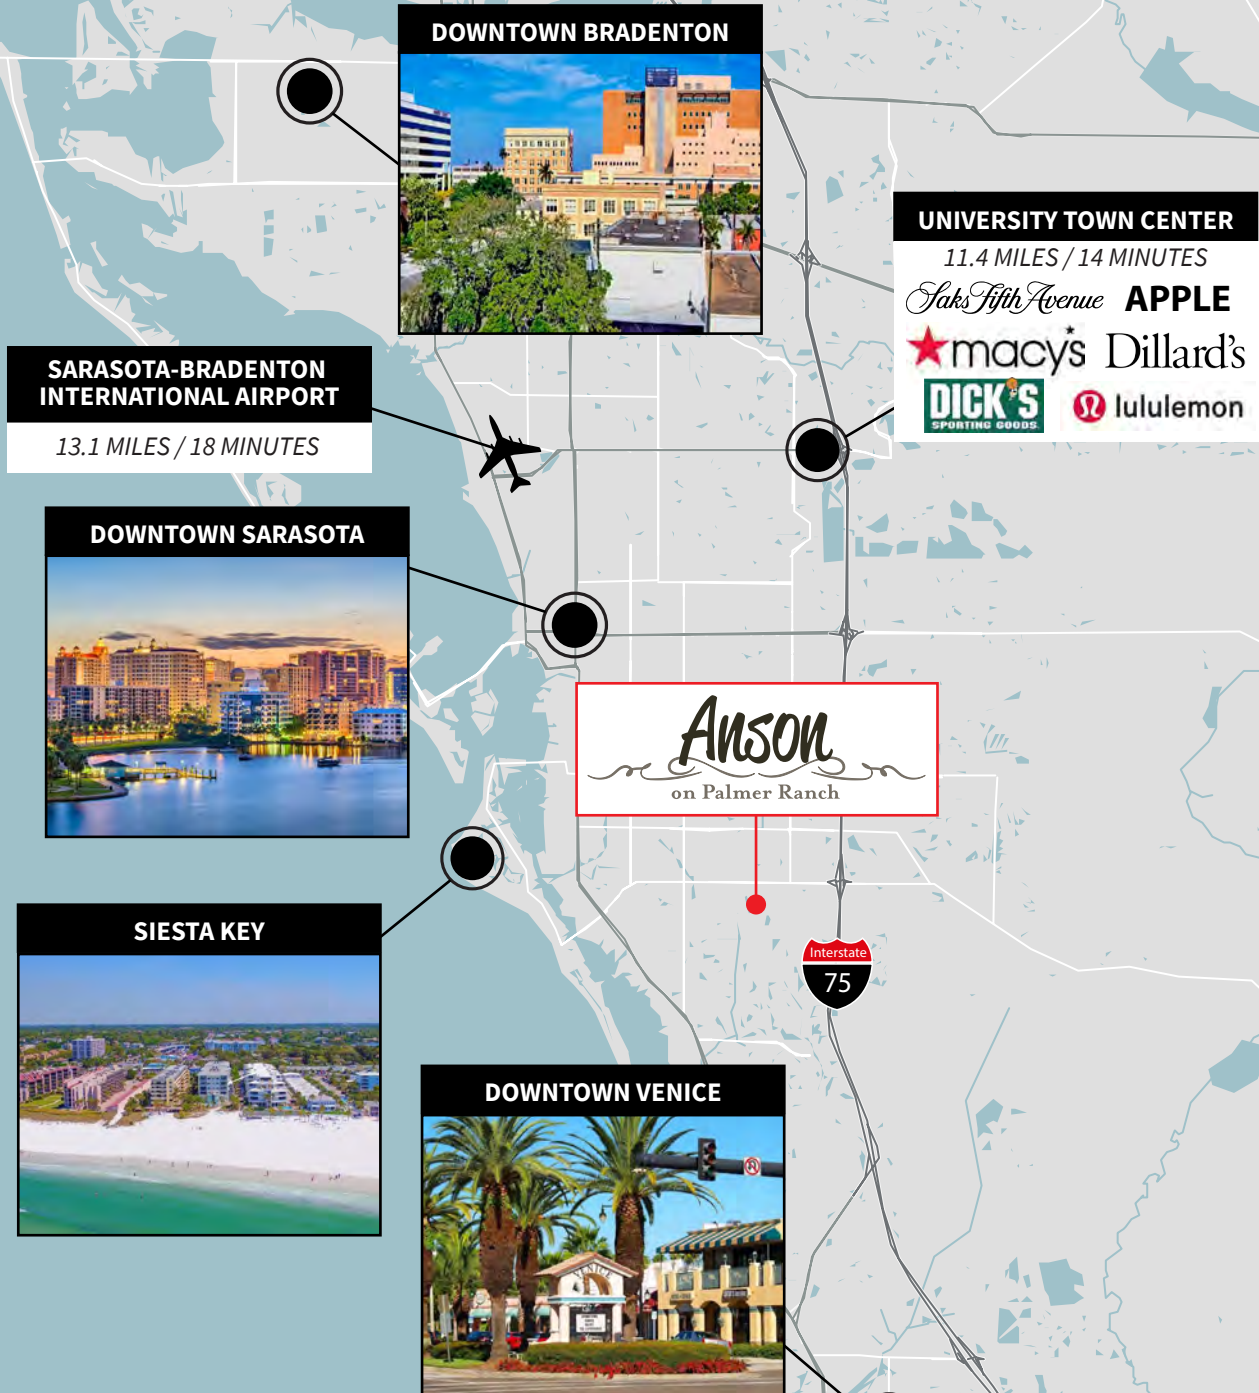 DOWNTOWN BRADENTON
UNIVERSITY TOWN CENTER
11.4 MILES / 14 MINUTES
Saks Fifth Avenue APPLE
macy's Dillard's
DICK'S
SPORTING GOODS
lululemon
SARASOTA-BRADENTON
INTERNATIONAL AIRPORT
13.1 MILES / 18 MINUTES
DOWNTOWN SARASOTA
Anson
on Palmer Ranch
SIESTA KEY
Interstate
75
DOWNTOWN VENICE
VENICE